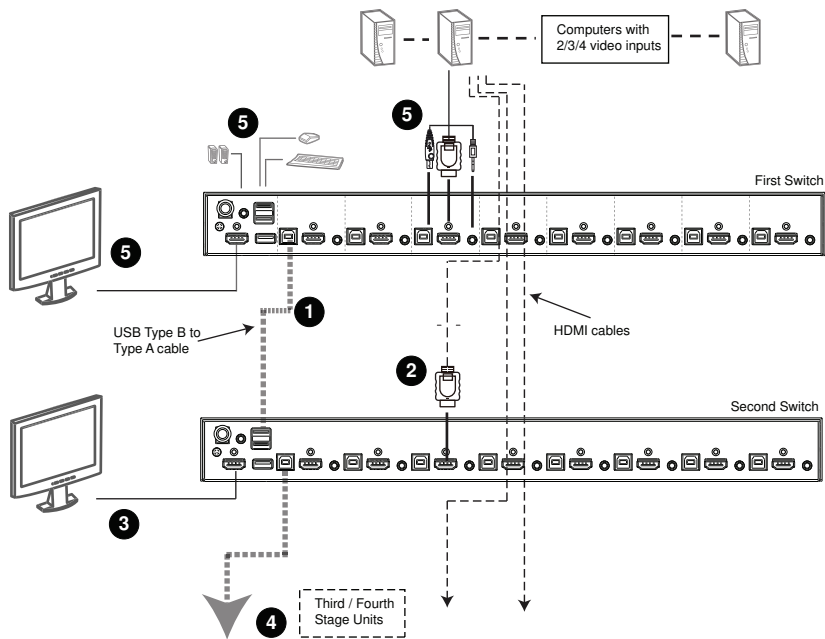 Computers with
2/3/4 video inputs
5
5
First Switch
5
1
USB Type B to
Type A cable
HDMI cables
2
Second Switch
3
4
Third / Fourth
Stage Units